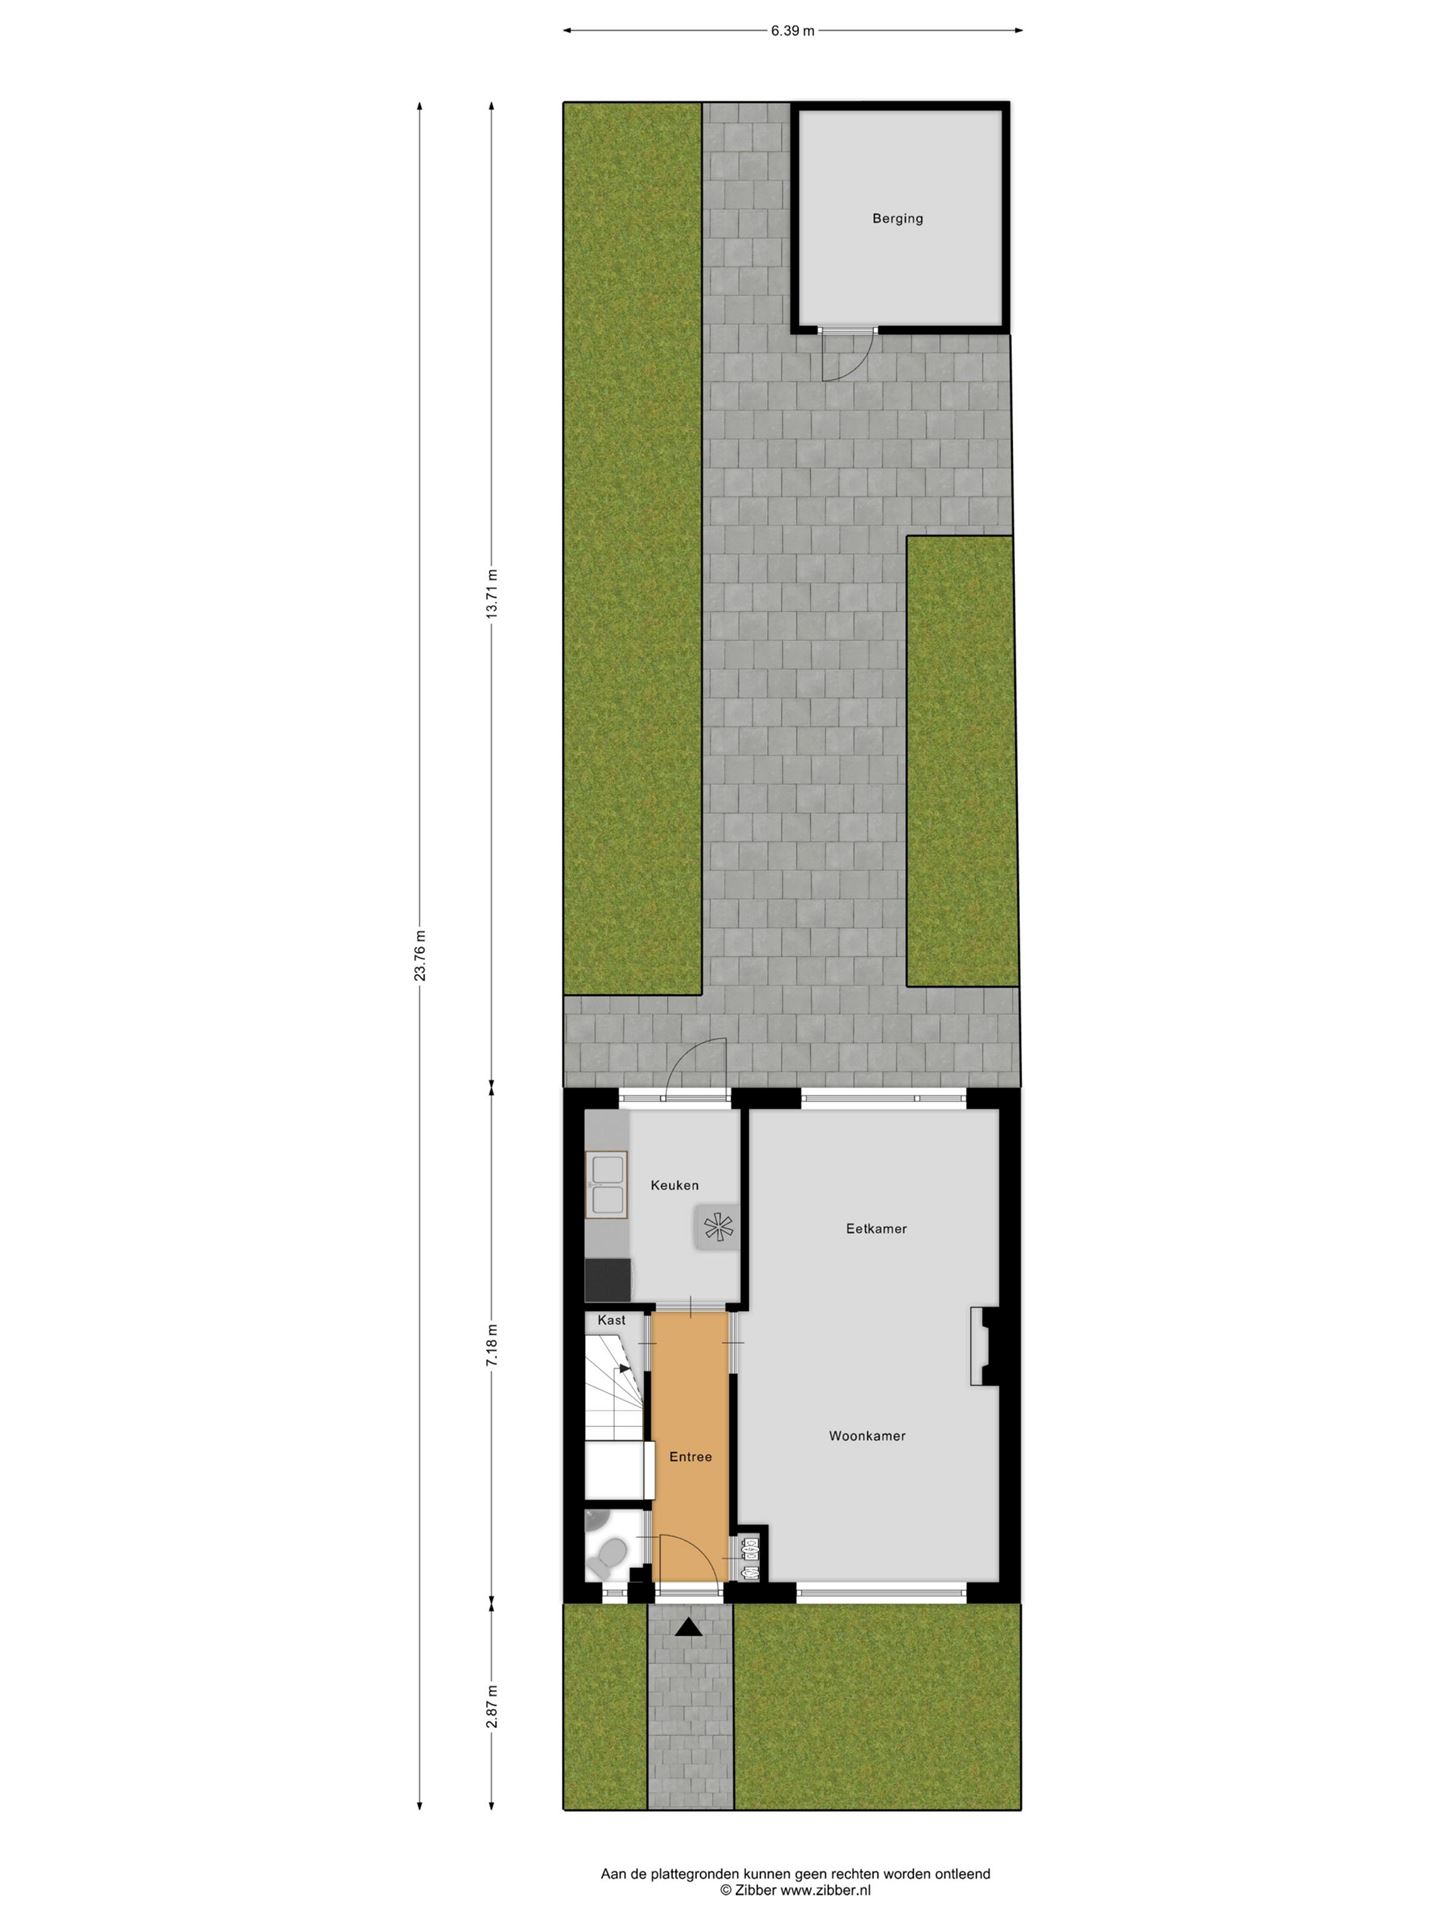 6.39 m
Berging
13.71 m
23.76 m
Keuken
Eetkamer
Kast
7.18 m
Woonkamer
Entree
2.87 m
Aan de plattegronden kunnen geen rechten worden ontleend
© Zibber www.zibber.nl